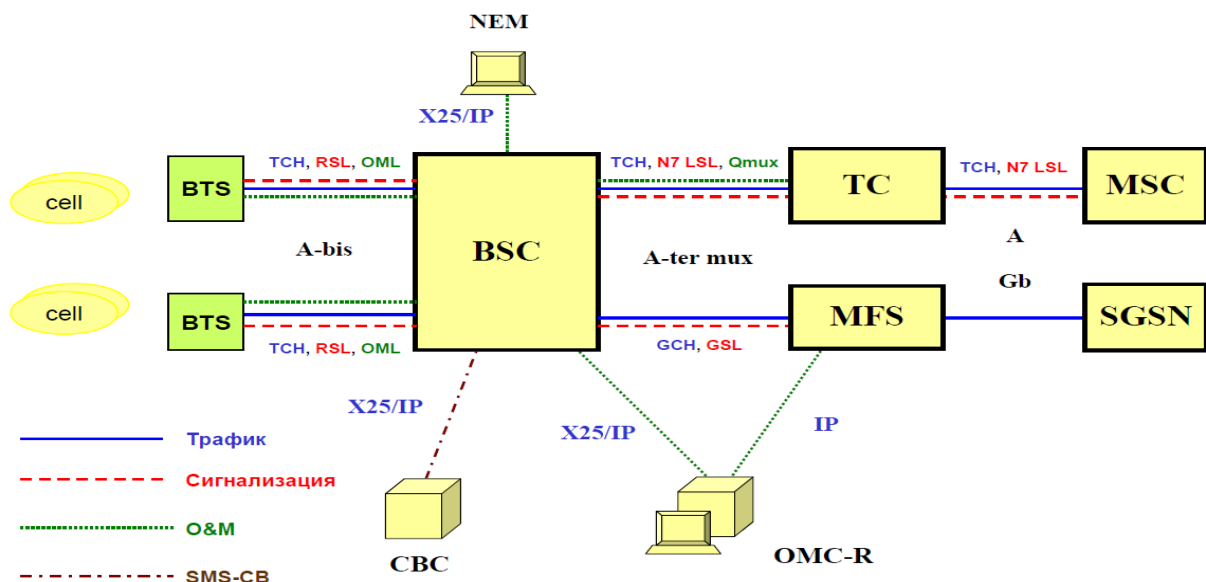 NEM
X25/IP
TCH, RSL, OML
TCH, N7 LSL, Qmux
TCH, N7 LSL
BTS
TC
MSC
cell
A-bis
BSC
A-ter mux
A
Gb
cell
BTS
MFS
SGSN
TCH, RSL, OML
GCH, GSL
X25/IP
X25/IP
IP
Трафик
Сигнализация
O&M
SMS-CB
CBC
OMC-R